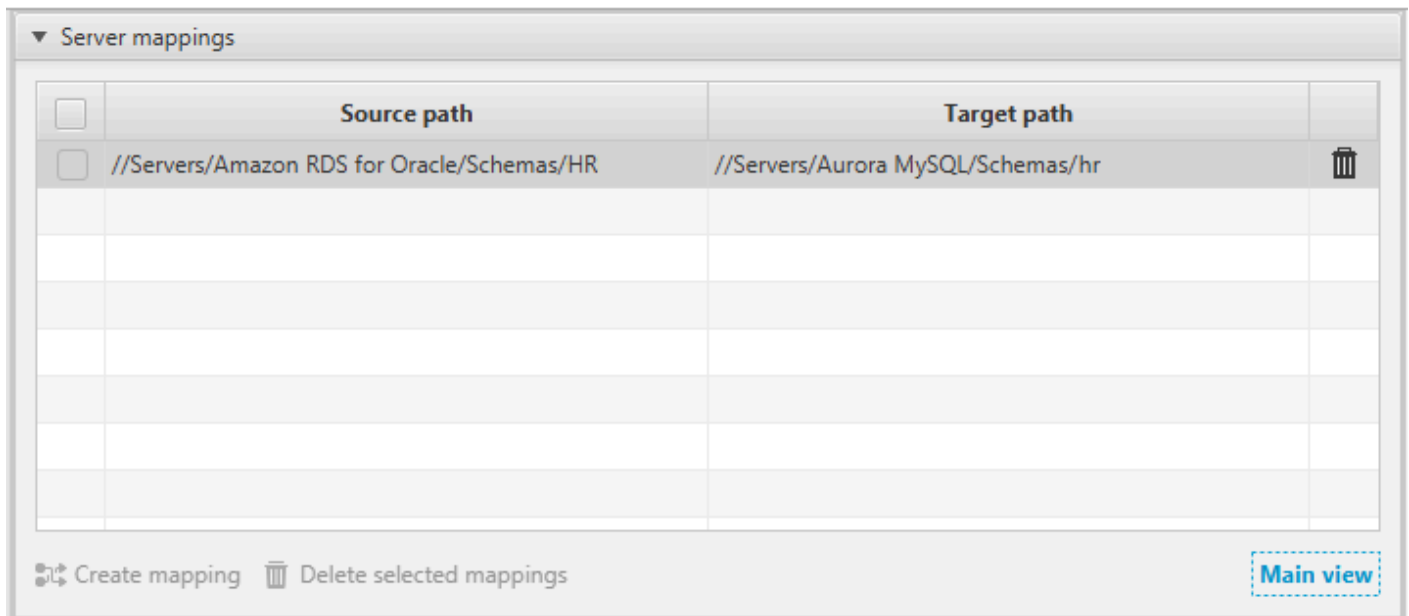 Server mappings
Source path Target path
//Servers/Amazon RDS for Oracle/Schemas/HR //Servers/Aurora MySQL/Schemas/hr
Create mapping Delete selected mappings Main view